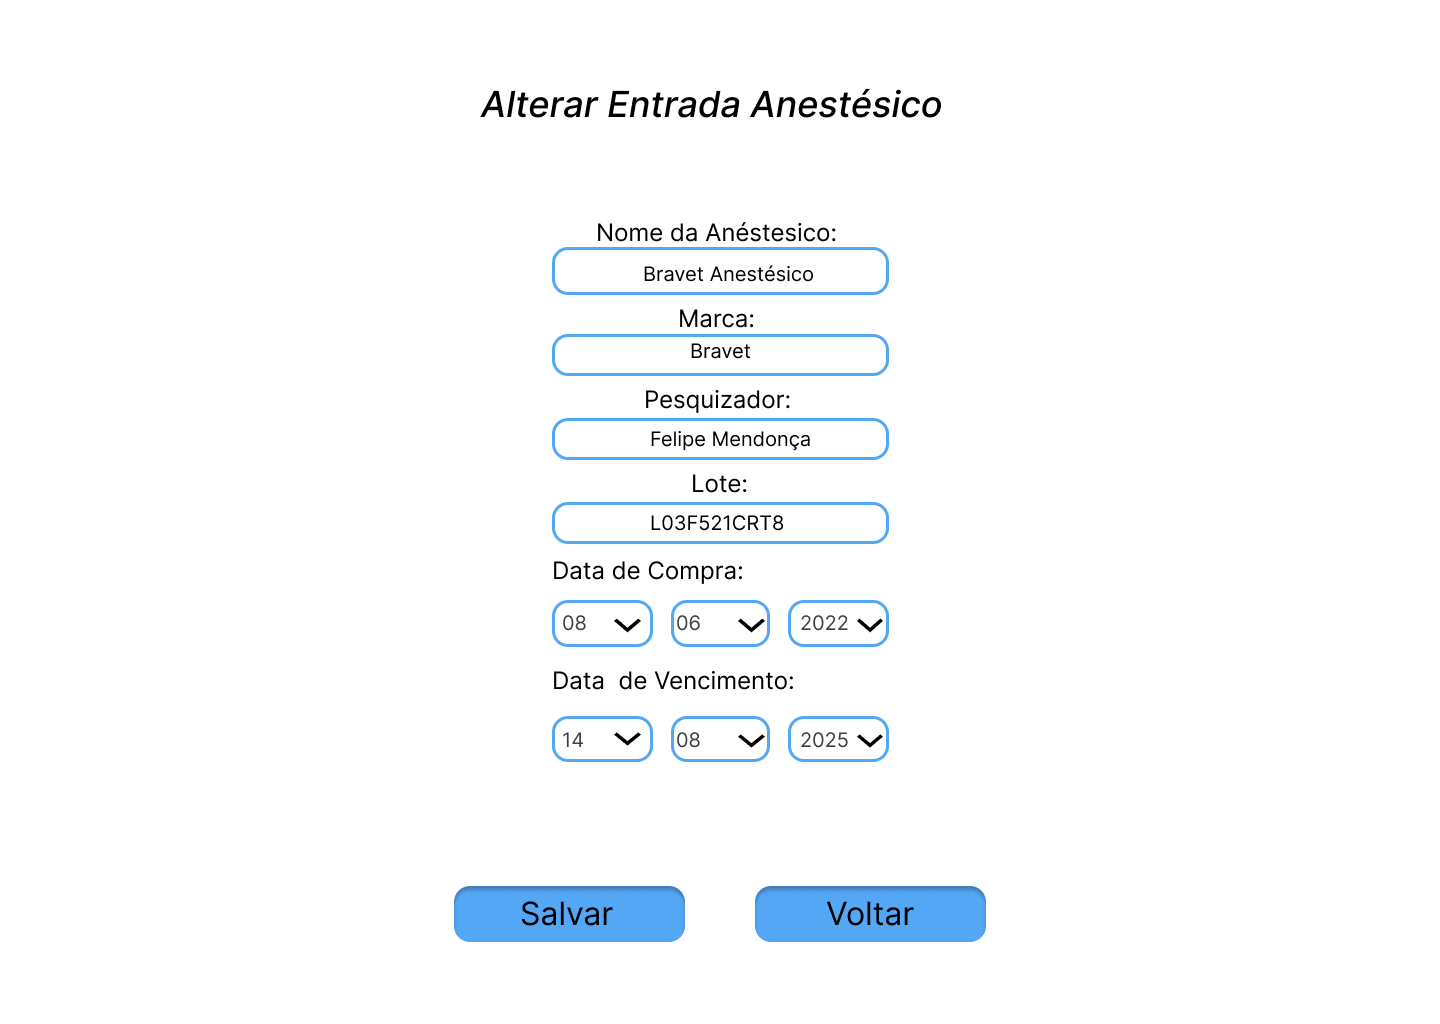 Alterar Entrada Anestésico
Nome da Anéstesico:
Bravet Anestésico
Marca:
Bravet
Pesquizador:
Felipe Mendonça
Lote:
L03F521CRT8
Data de Compra:
08 06 2022
Data  de Vencimento:
14 08 2025
Salvar Voltar